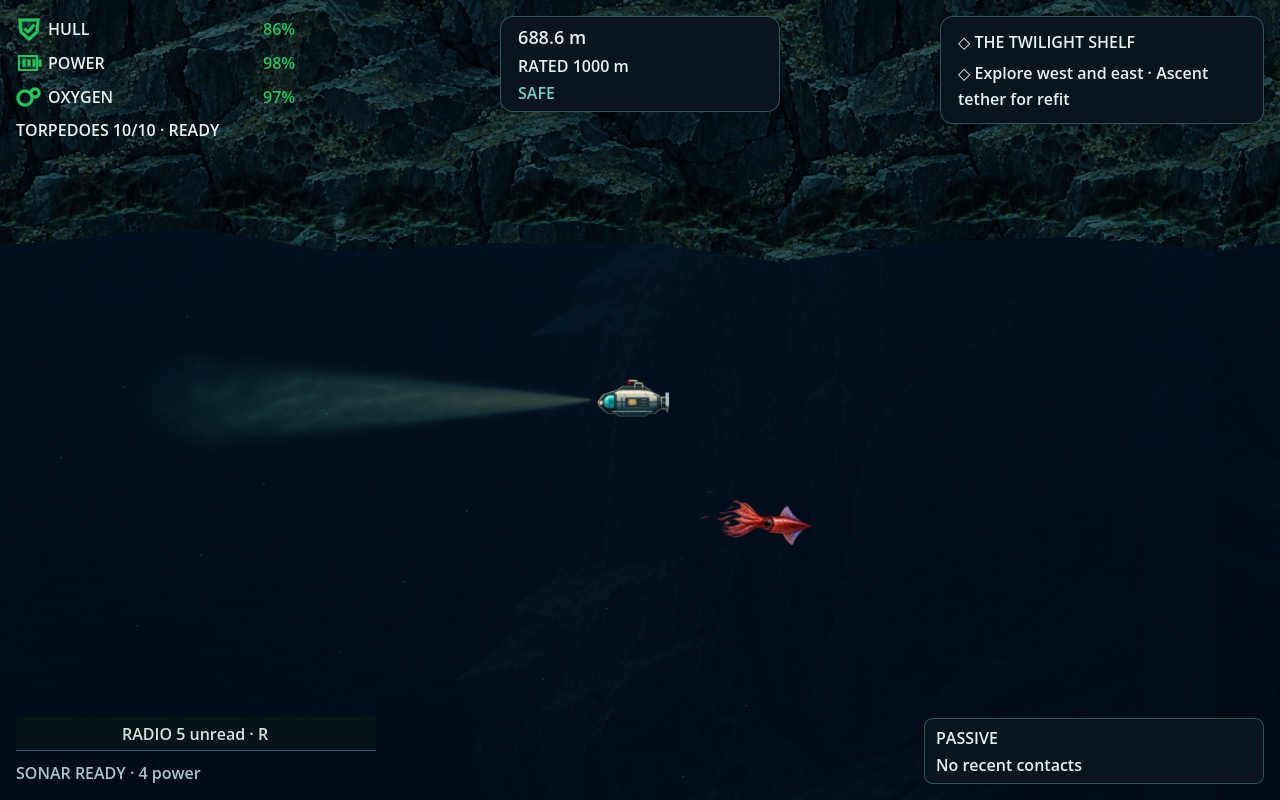 HULL 86%
POWER 98%
OXYGEN 97%
TORPEDOES 10/10 · READY
688.6 m
RATED 1000 m
SAFE
◇ THE TWILIGHT SHELF
◇ Explore west and east · Ascent
tether for refit
RADIO 5 unread · R
SONAR READY · 4 power
PASSIVE
No recent contacts